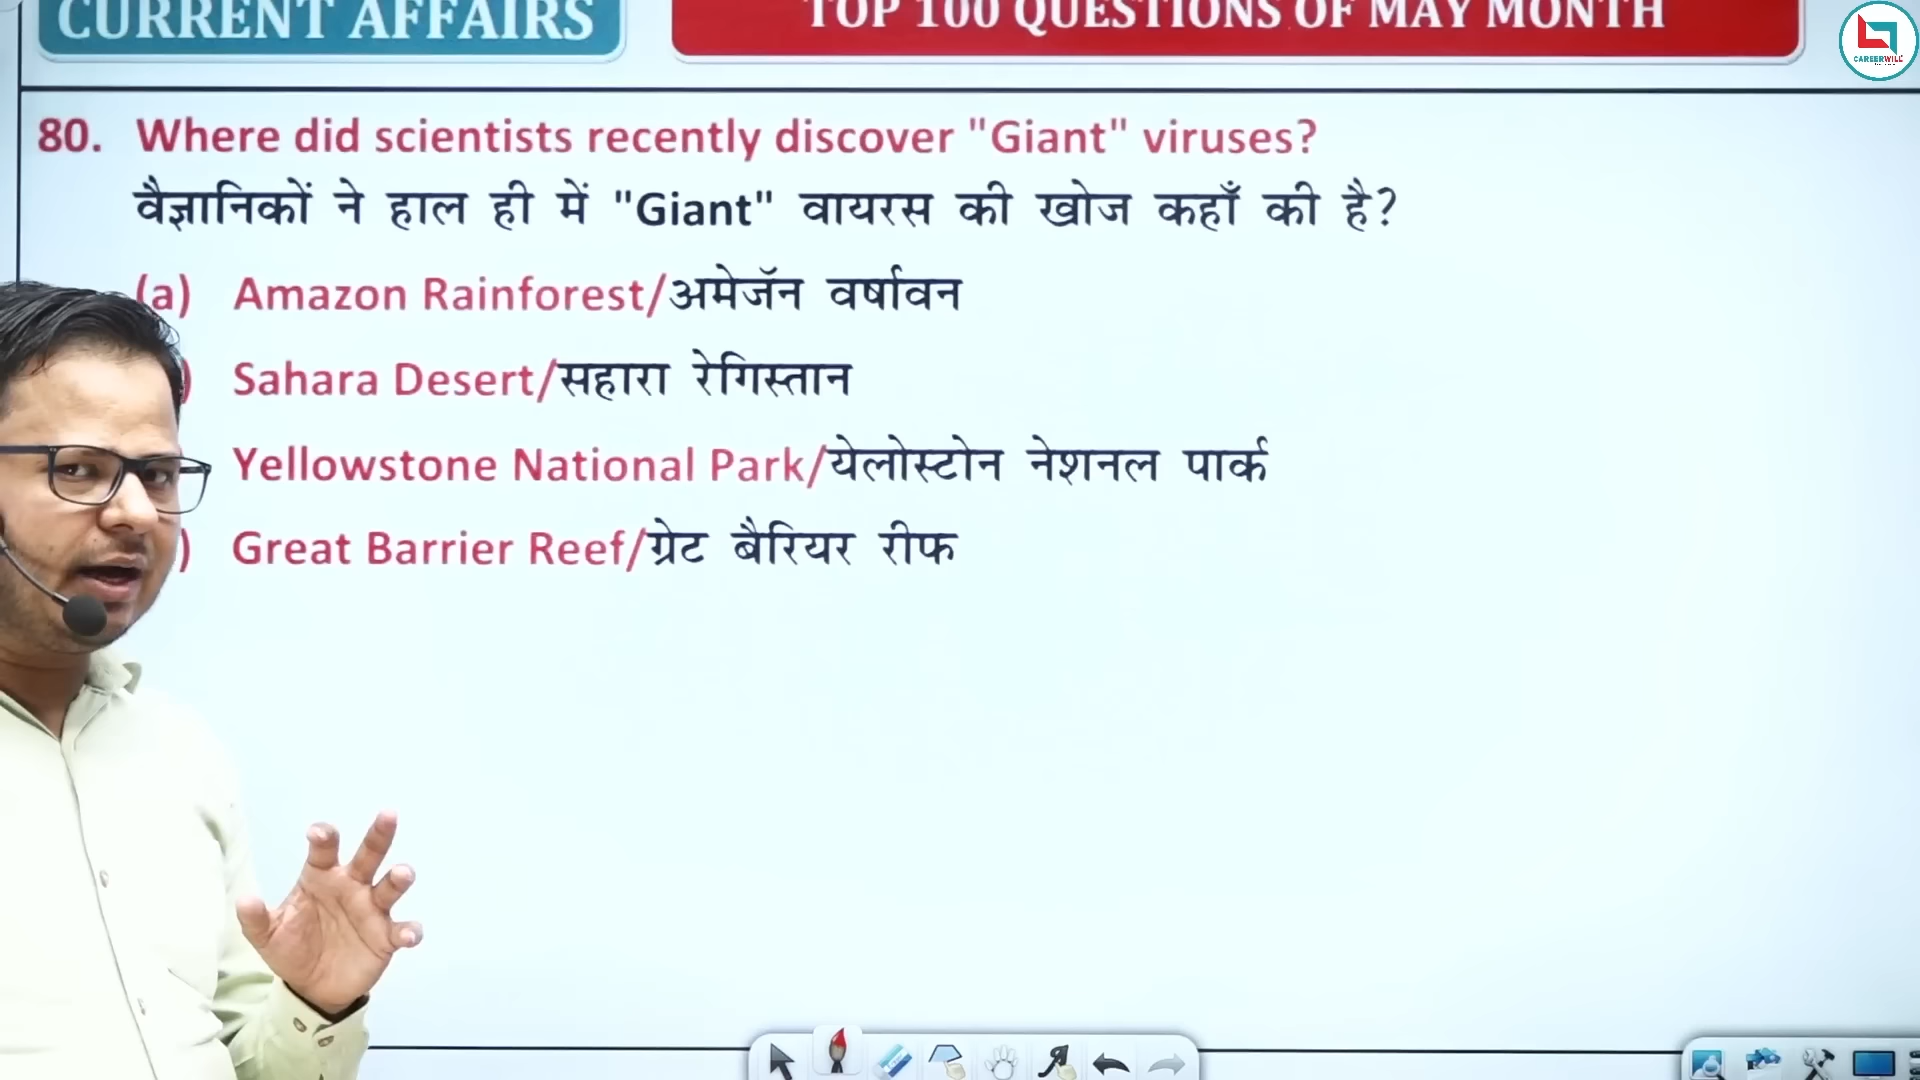 CURRENT AFFAIRS
TOP 100 QUESTIONS OF MAY MONTH
CAREERWILL
80. Where did scientists recently discover "Giant" viruses?
वैज्ञानिकों ने हाल ही में "Giant" वायरस की खोज कहाँ की है?
(a) Amazon Rainforest/अमेजॅन वर्षावन
) Sahara Desert/सहारा रेगिस्तान
Yellowstone National Park/येलोस्टोन नेशनल पार्क
) Great Barrier Reef/ग्रेट बैरियर रीफ